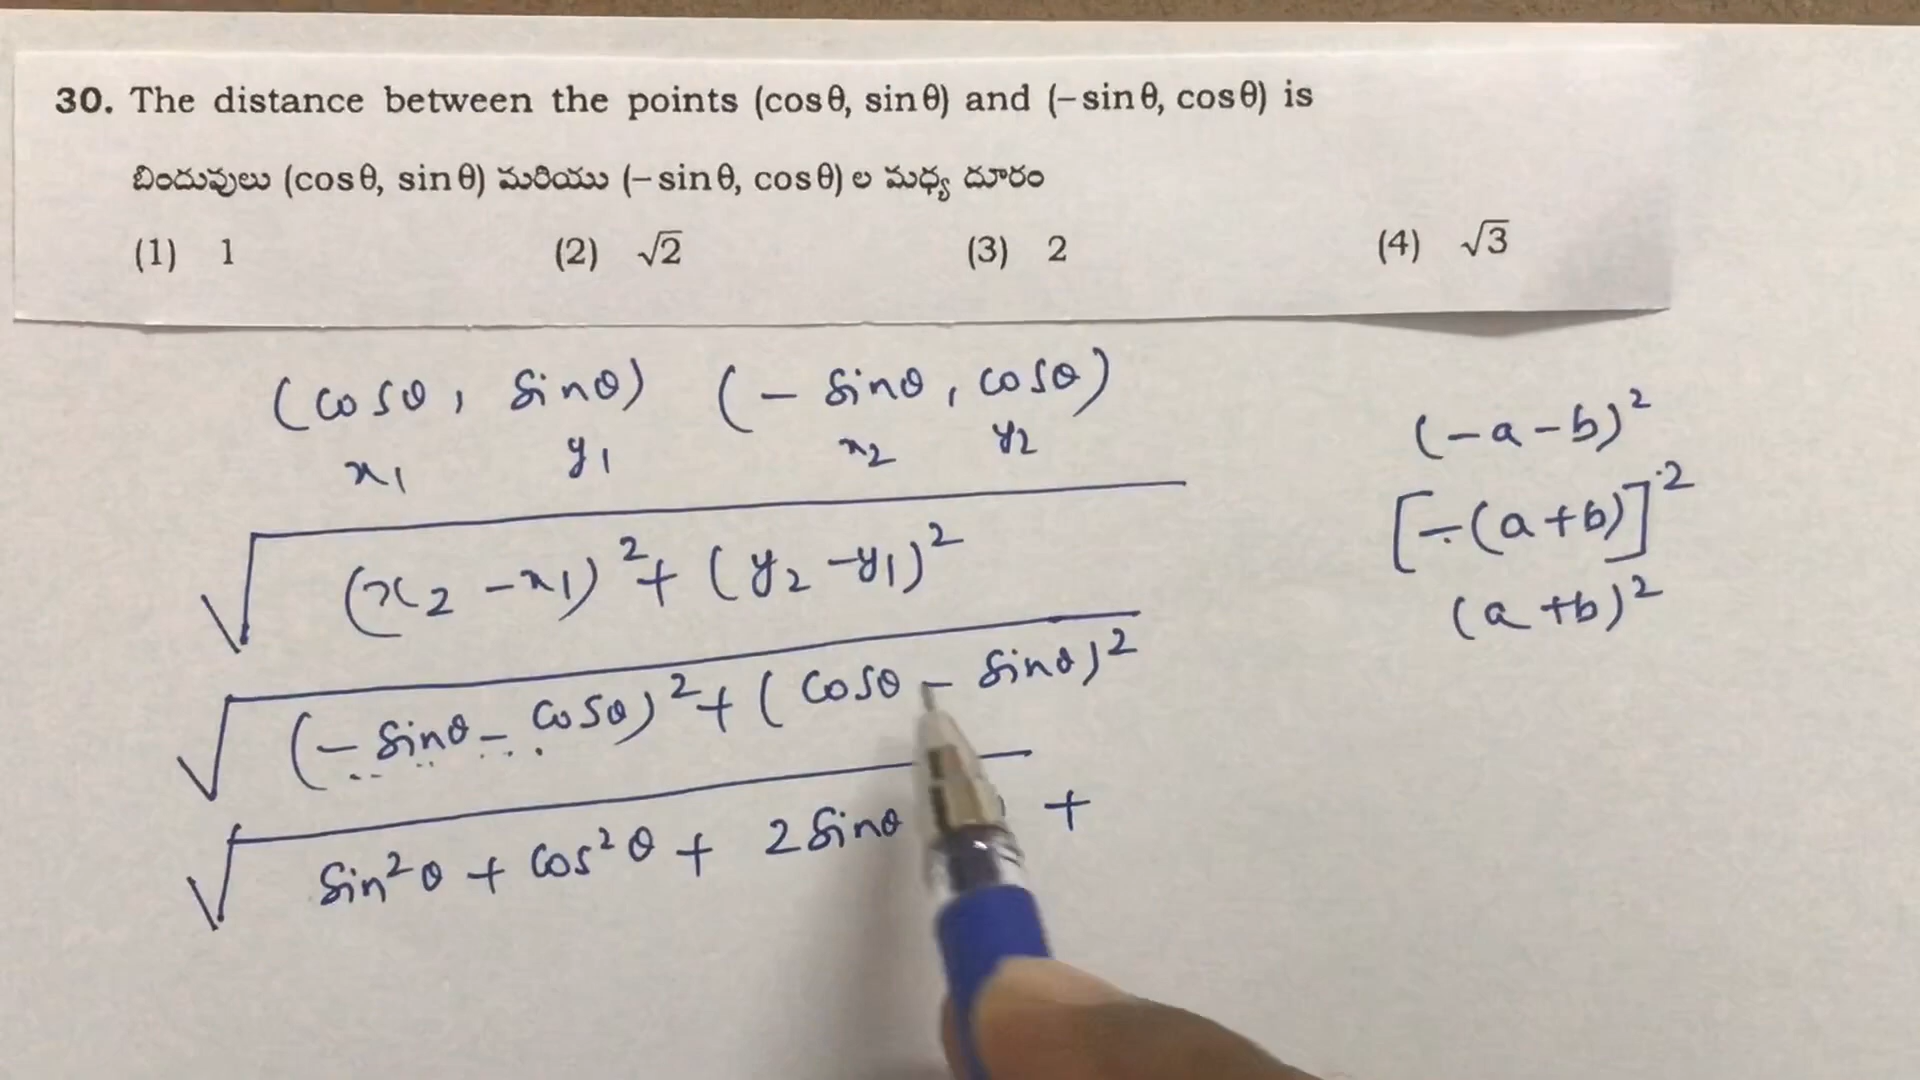 30. The distance between the points (cosθ, sinθ) and (−sinθ, cosθ) is
బిందువులు (cosθ, sinθ) మరియు (−sinθ, cosθ) ల మధ్య దూరం
(1) 1 (2) √2 (3) 2 (4) √3
(cosθ, sinθ) (− sinθ, cosθ)
x₁ y₁ x₂ y₂
√(x₂ − x₁)² + (y₂ − y₁)²
√(− sinθ − cosθ)² + (cosθ − sinθ)²
√sin²θ + cos²θ + 2 sinθ +
(−a−b)²
[−(a+b)]²
(a+b)²